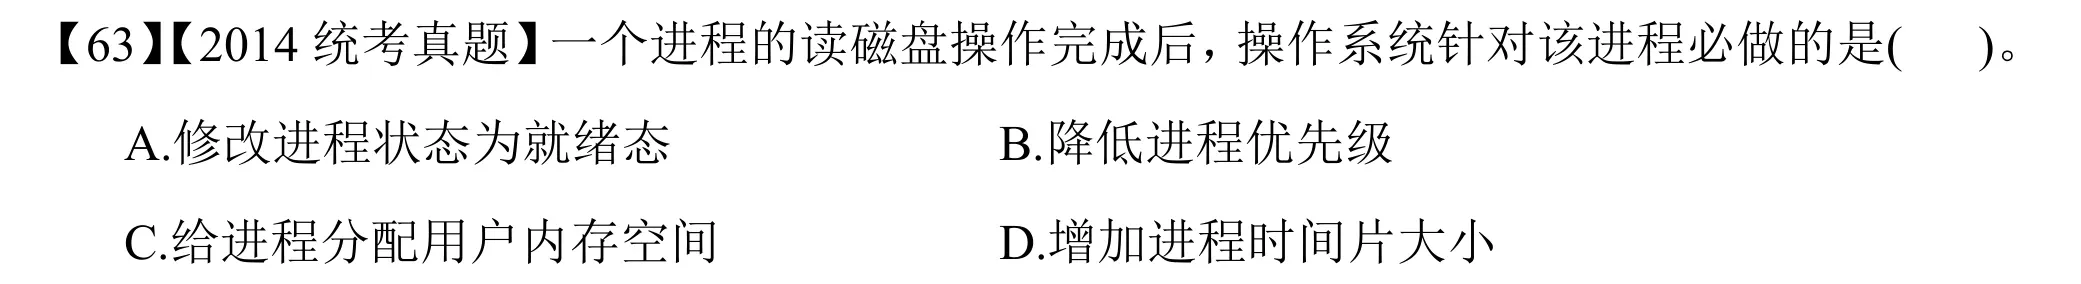 【63】【2014 统考真题】一个进程的读磁盘操作完成后，操作系统针对该进程必做的是(　　)。
A.修改进程状态为就绪态　　B.降低进程优先级
C.给进程分配用户内存空间　　D.增加进程时间片大小